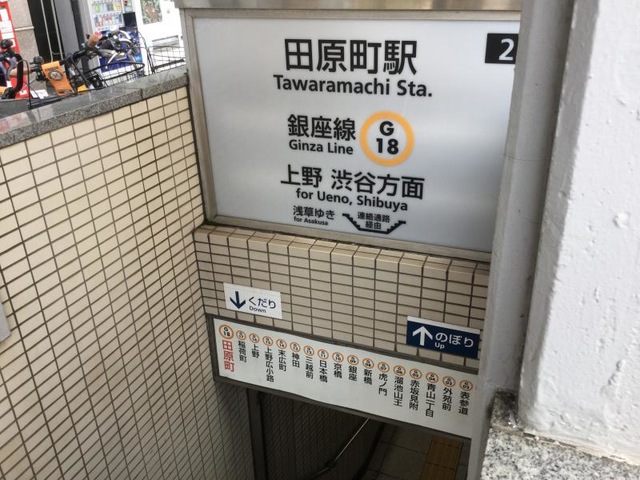 田原町駅
2
Tawaramachi Sta.
銀座線
Ginza Line
G
18
上野 渋谷方面
for Ueno, Shibuya
浅草ゆき
for Asakusa
連絡通路
経由
くだり
Down
のぼり
Up
G
18
田原町
稲荷町
上野
上野広小路
末広町
神田
三越前
日本橋
京橋
銀座
新橋
虎ノ門
溜池山王
赤坂見附
青山一丁目
外苑前
表参道